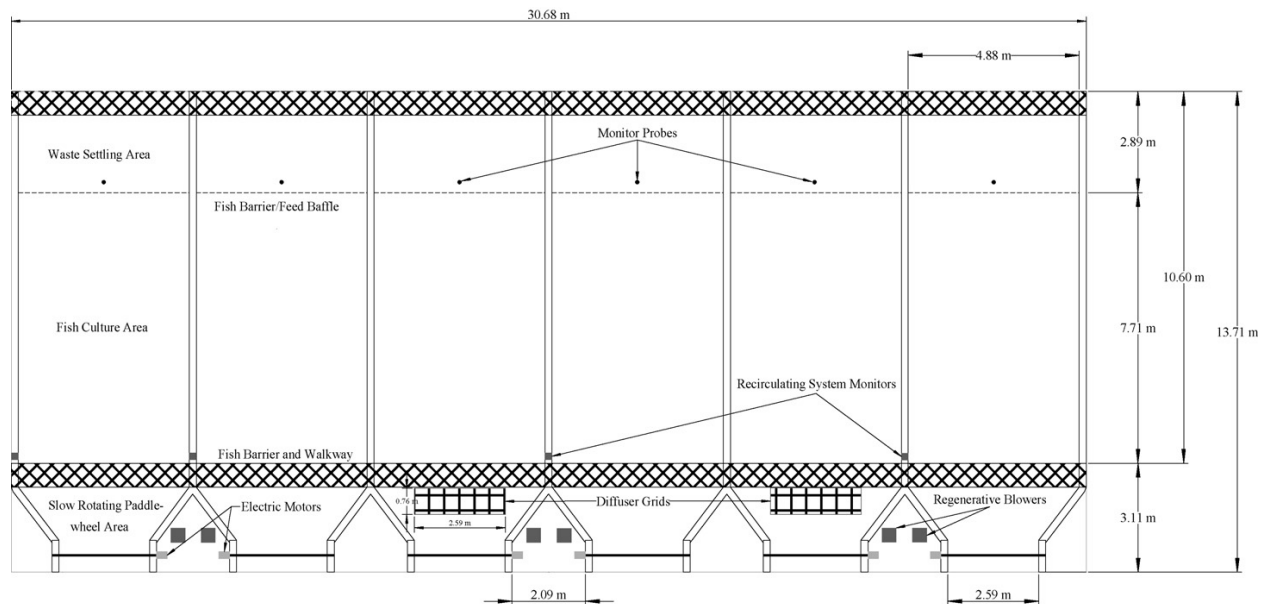 30.68 m
4.88 m
Monitor Probes
2.89 m
Waste Settling Area
Fish Barrier/Feed Baffle
10.60 m
Fish Culture Area
7.71 m
13.71 m
Recirculating System Monitors
Fish Barrier and Walkway
0.76 m
Slow Rotating Paddle-
wheel Area
Electric Motors
Diffuser Grids
Regenerative Blowers
2.59 m
3.11 m
2.09 m
2.59 m